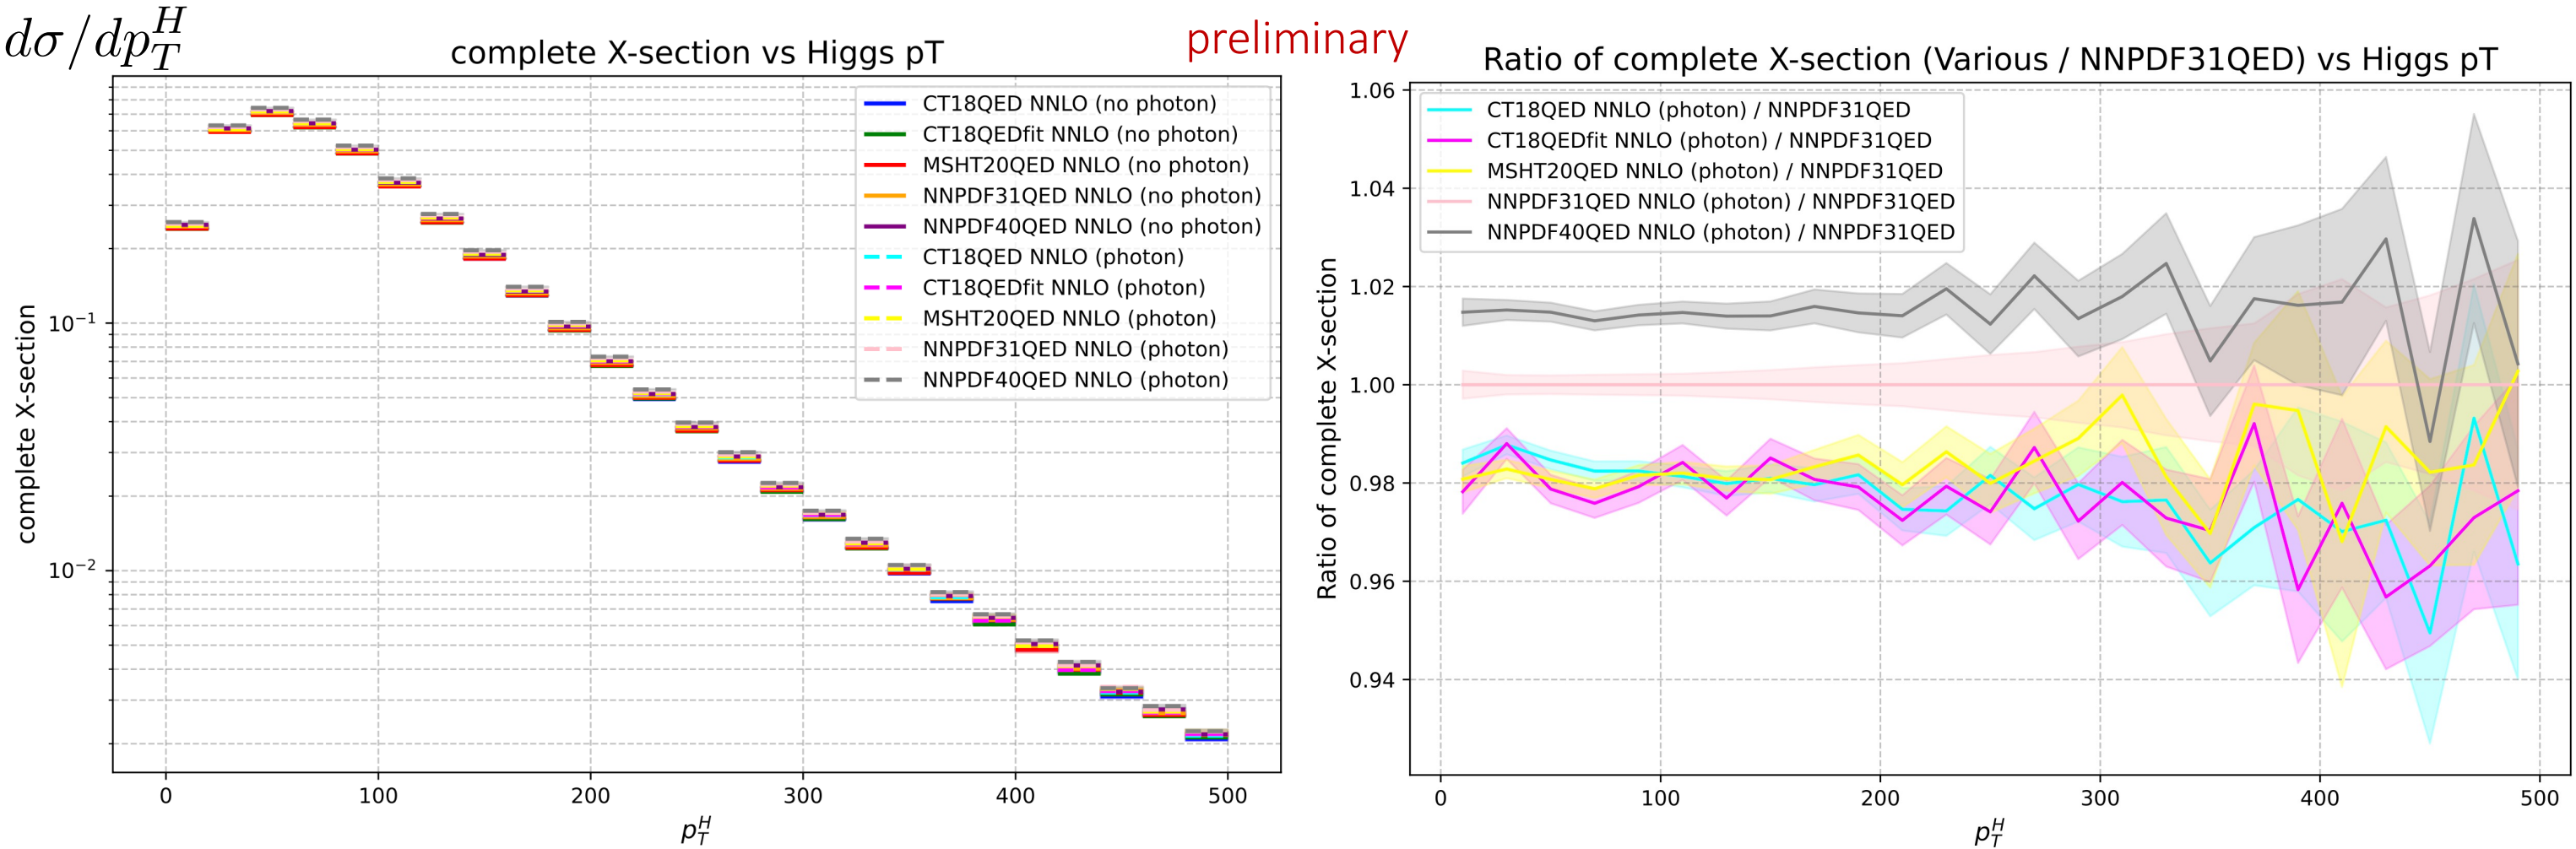 dσ/dp_T^H
preliminary
complete X-section vs Higgs pT
complete X-section
10^−1
10^−2
CT18QED NNLO (no photon)
CT18QEDfit NNLO (no photon)
MSHT20QED NNLO (no photon)
NNPDF31QED NNLO (no photon)
NNPDF40QED NNLO (no photon)
CT18QED NNLO (photon)
CT18QEDfit NNLO (photon)
MSHT20QED NNLO (photon)
NNPDF31QED NNLO (photon)
NNPDF40QED NNLO (photon)
0 100 200 300 400 500
p_T^H
Ratio of complete X-section (Various / NNPDF31QED) vs Higgs pT
Ratio of complete X-section
1.06
1.04
1.02
1.00
0.98
0.96
0.94
CT18QED NNLO (photon) / NNPDF31QED
CT18QEDfit NNLO (photon) / NNPDF31QED
MSHT20QED NNLO (photon) / NNPDF31QED
NNPDF31QED NNLO (photon) / NNPDF31QED
NNPDF40QED NNLO (photon) / NNPDF31QED
0 100 200 300 400 500
p_T^H